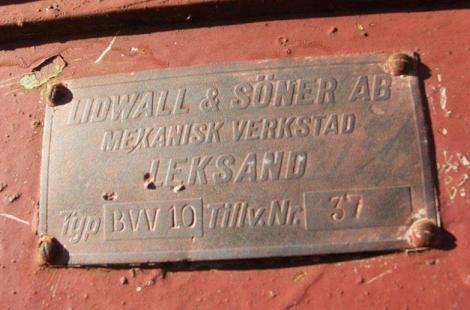 LIDWALL & SÖNER AB
MEKANISK VERKSTAD
LEKSAND
Typ BVV 10 Tillv.Nr. 37